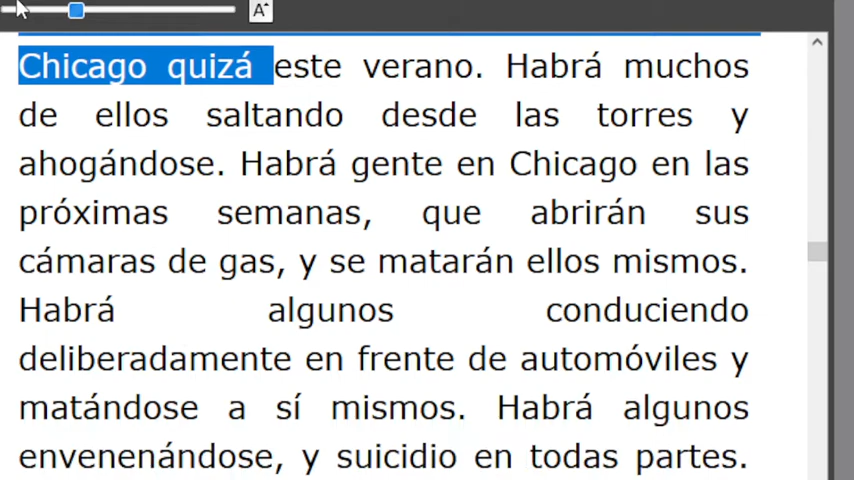 A
Chicago quizá este verano. Habrá muchos
de ellos saltando desde las torres y
ahogándose. Habrá gente en Chicago en las
próximas semanas, que abrirán sus
cámaras de gas, y se matarán ellos mismos.
Habrá algunos conduciendo
deliberadamente en frente de automóviles y
matándose a sí mismos. Habrá algunos
envenenándose, y suicidio en todas partes.